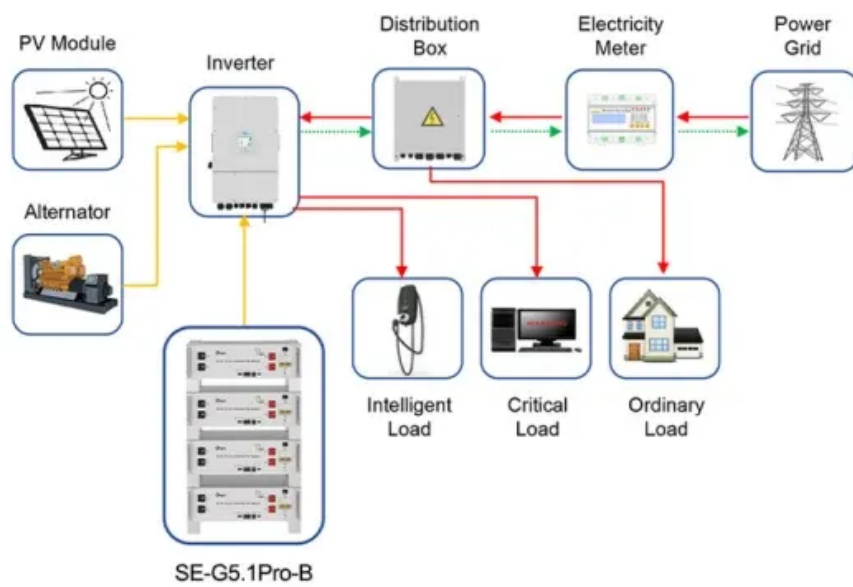 PV Module
Inverter
Distribution
Box
Electricity
Meter
Power
Grid
Alternator
Intelligent
Load
Critical
Load
Ordinary
Load
SE-G5.1Pro-B